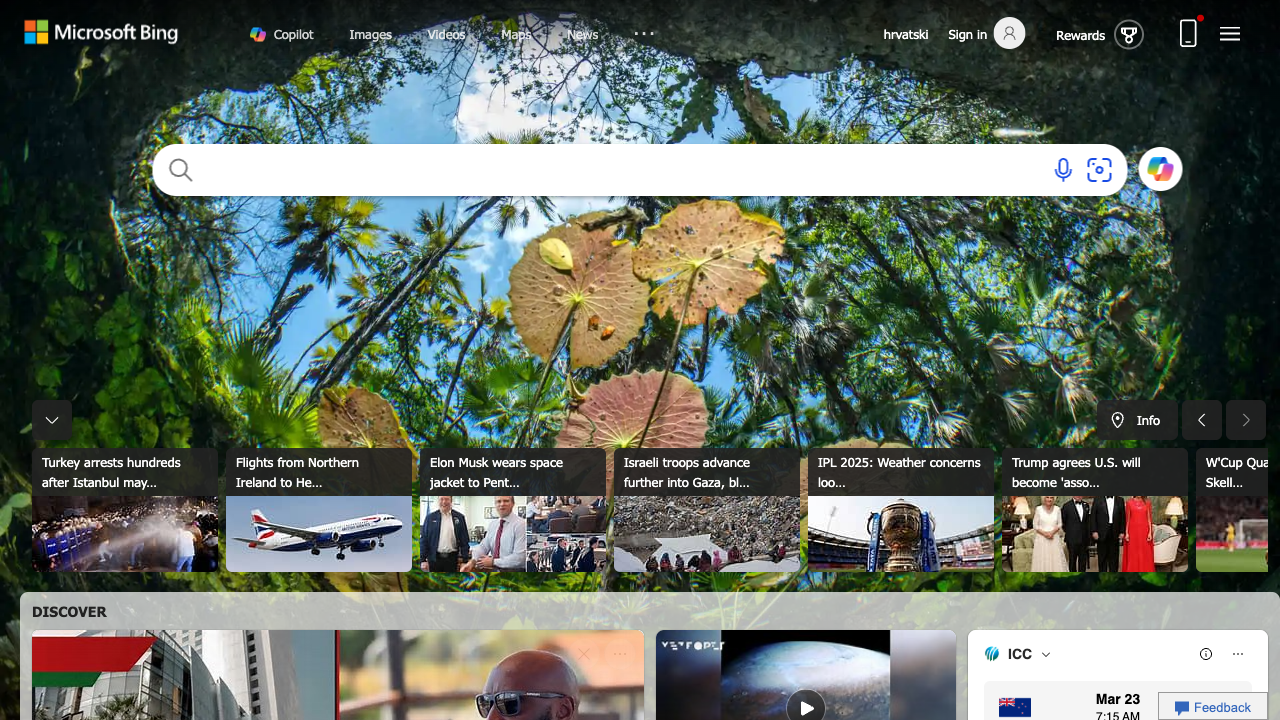 Microsoft Bing
Copilot
Images
Videos
Maps
News
hrvatski
Sign in
Rewards
Info
Turkey arrests hundreds
after Istanbul may...
Flights from Northern
Ireland to He...
Elon Musk wears space
jacket to Pent...
Israeli troops advance
further into Gaza, bl...
IPL 2025: Weather concerns
loo...
Trump agrees U.S. will
become 'asso...
W'Cup Qua
Skell...
DISCOVER
ICC
Mar 23
7:15 AM
Feedback